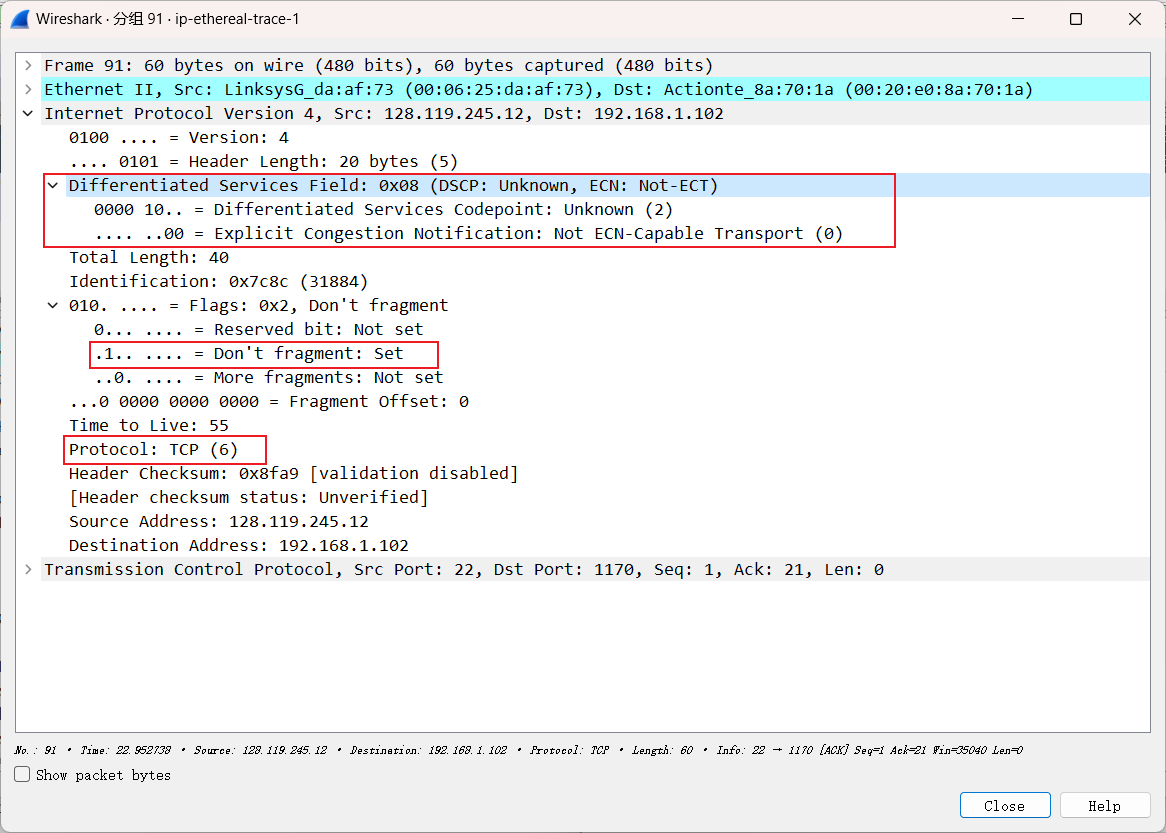 Wireshark · 分组 91 · ip-ethereal-trace-1
Frame 91: 60 bytes on wire (480 bits), 60 bytes captured (480 bits)
Ethernet II, Src: LinksysG_da:af:73 (00:06:25:da:af:73), Dst: Actionte_8a:70:1a (00:20:e0:8a:70:1a)
Internet Protocol Version 4, Src: 128.119.245.12, Dst: 192.168.1.102
0100 .... = Version: 4
.... 0101 = Header Length: 20 bytes (5)
Differentiated Services Field: 0x08 (DSCP: Unknown, ECN: Not-ECT)
0000 10.. = Differentiated Services Codepoint: Unknown (2)
.... ..00 = Explicit Congestion Notification: Not ECN-Capable Transport (0)
Total Length: 40
Identification: 0x7c8c (31884)
010. .... = Flags: 0x2, Don't fragment
0... .... = Reserved bit: Not set
.1.. .... = Don't fragment: Set
..0. .... = More fragments: Not set
...0 0000 0000 0000 = Fragment Offset: 0
Time to Live: 55
Protocol: TCP (6)
Header Checksum: 0x8fa9 [validation disabled]
[Header checksum status: Unverified]
Source Address: 128.119.245.12
Destination Address: 192.168.1.102
Transmission Control Protocol, Src Port: 22, Dst Port: 1170, Seq: 1, Ack: 21, Len: 0
No.: 91 · Time: 22.952738 · Source: 128.119.245.12 · Destination: 192.168.1.102 · Protocol: TCP · Length: 60 · Info: 22 → 1170 [ACK] Seq=1 Ack=21 Win=35040 Len=0
Show packet bytes
Close
Help